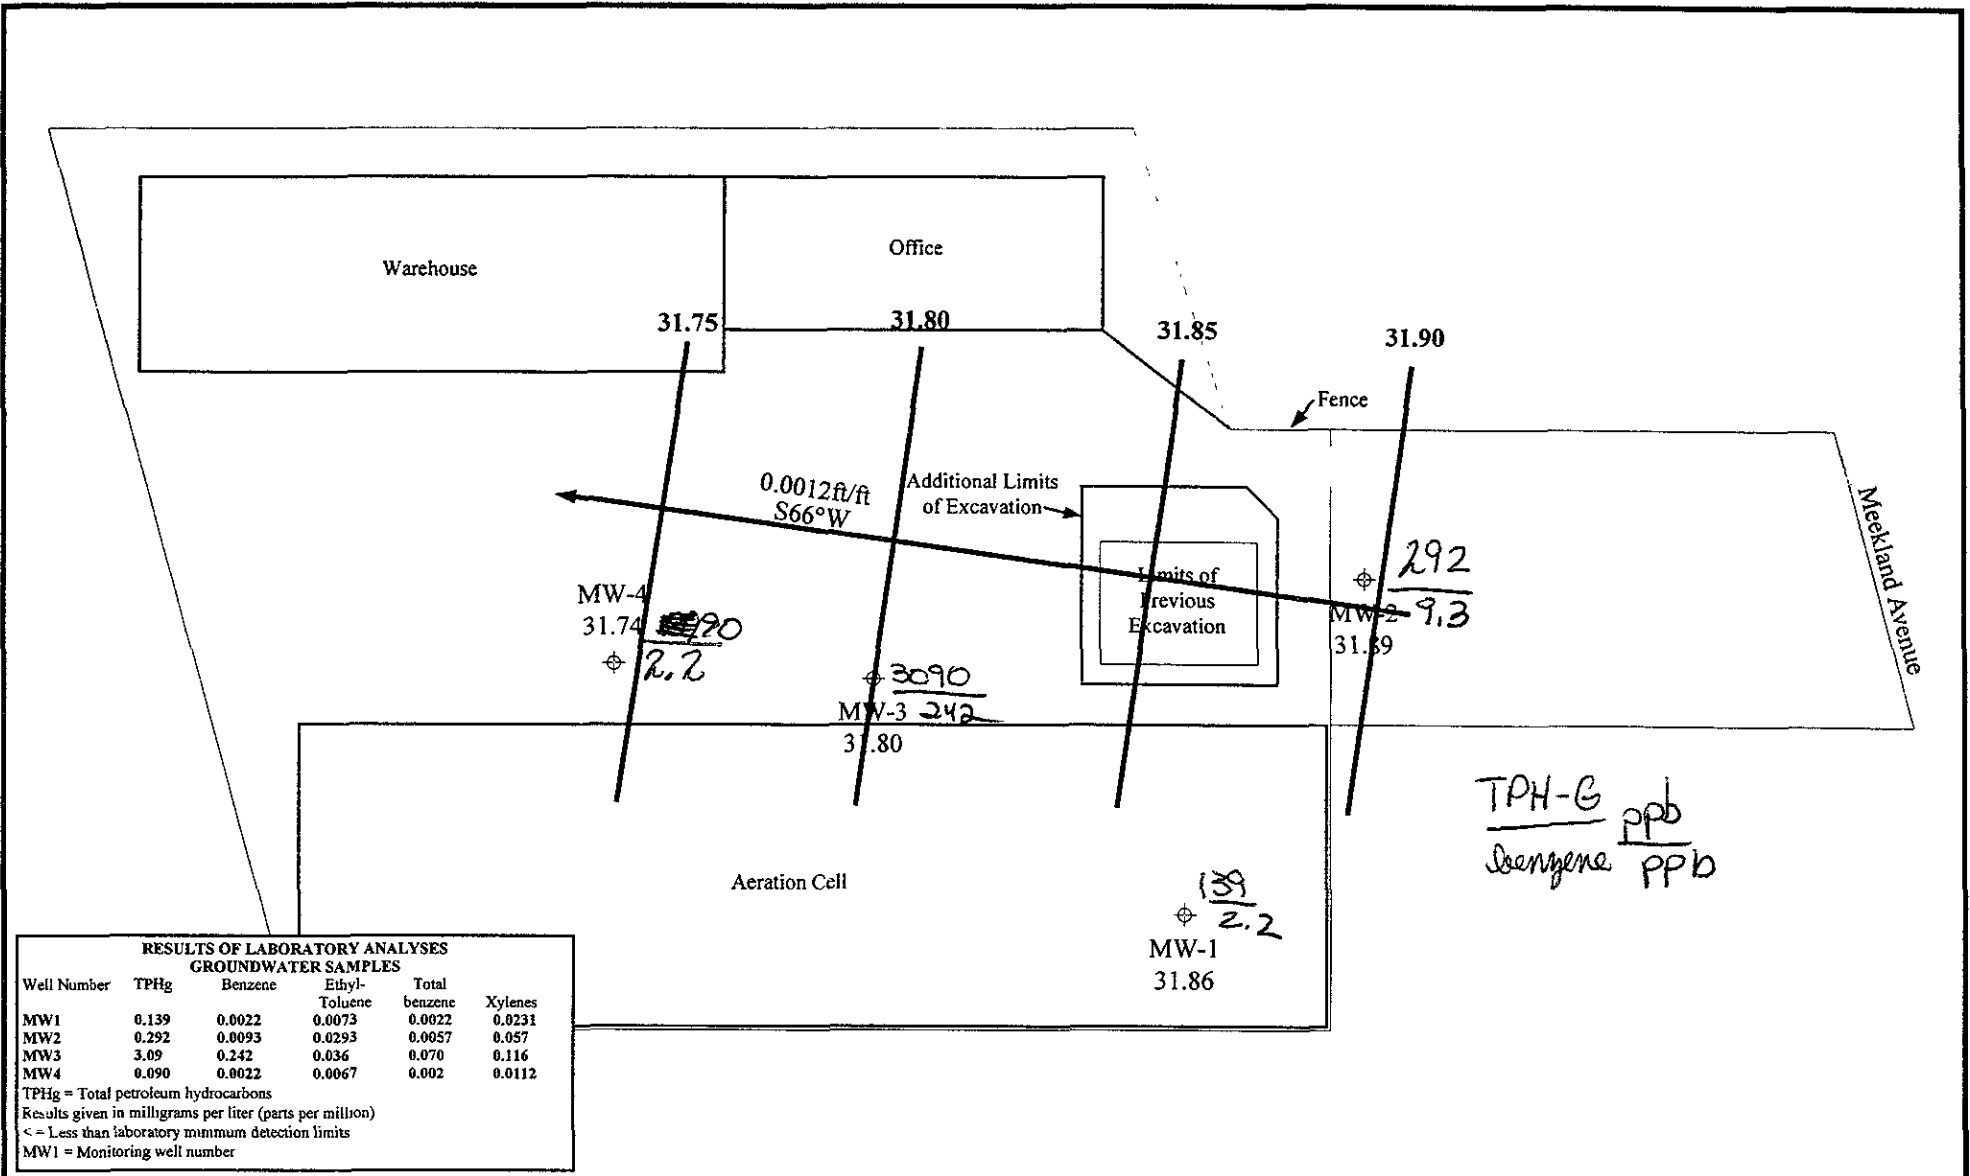 Warehouse
Office
31.75
31.80
31.85
31.90
Fence
0.0012ft/ft
S66°W
Additional Limits
of Excavation
Limits of
Previous
Excavation
Meekland Avenue
292
MW-2 9.3
31.89
MW-4
31.74 90
2.2
3090
MW-3 242
31.80
TPH-G ppb
benzene ppb
Aeration Cell
139
2.2
MW-1
31.86
RESULTS OF LABORATORY ANALYSES
GROUNDWATER SAMPLES
Well Number TPHg Benzene Ethyl- Total
Toluene benzene Xylenes
MW1 0.139 0.0022 0.0073 0.0022 0.0231
MW2 0.292 0.0093 0.0293 0.0057 0.057
MW3 3.09 0.242 0.036 0.070 0.116
MW4 0.090 0.0022 0.0067 0.002 0.0112
TPHg = Total petroleum hydrocarbons
Results given in milligrams per liter (parts per million)
< = Less than laboratory minimum detection limits
MW1 = Monitoring well number